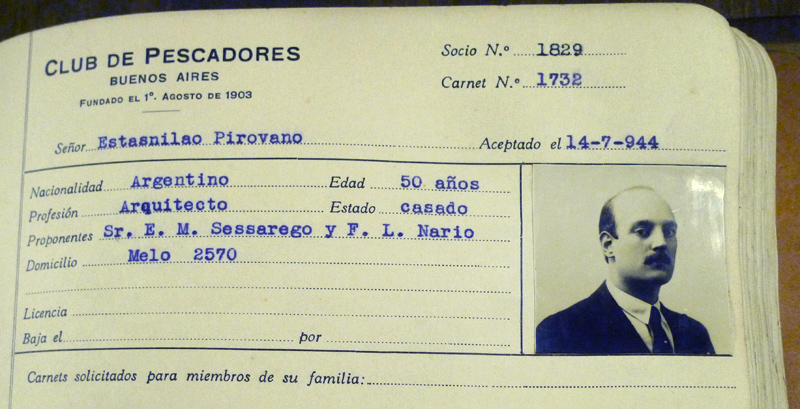 CLUB DE PESCADORES
BUENOS AIRES
FUNDADO EL 1º. AGOSTO DE 1903
Socio N.º 1829
Carnet N.º 1732
Señor Estasnilao Pirovano Aceptado el 14-7-944
Nacionalidad Argentino Edad 50 años
Profesión Arquitecto Estado casado
Proponentes Sr. E. M. Sessarego y F. L. Nario
Domicilio Melo 2570
Licencia
Baja el por
Carnets solicitados para miembros de su familia: